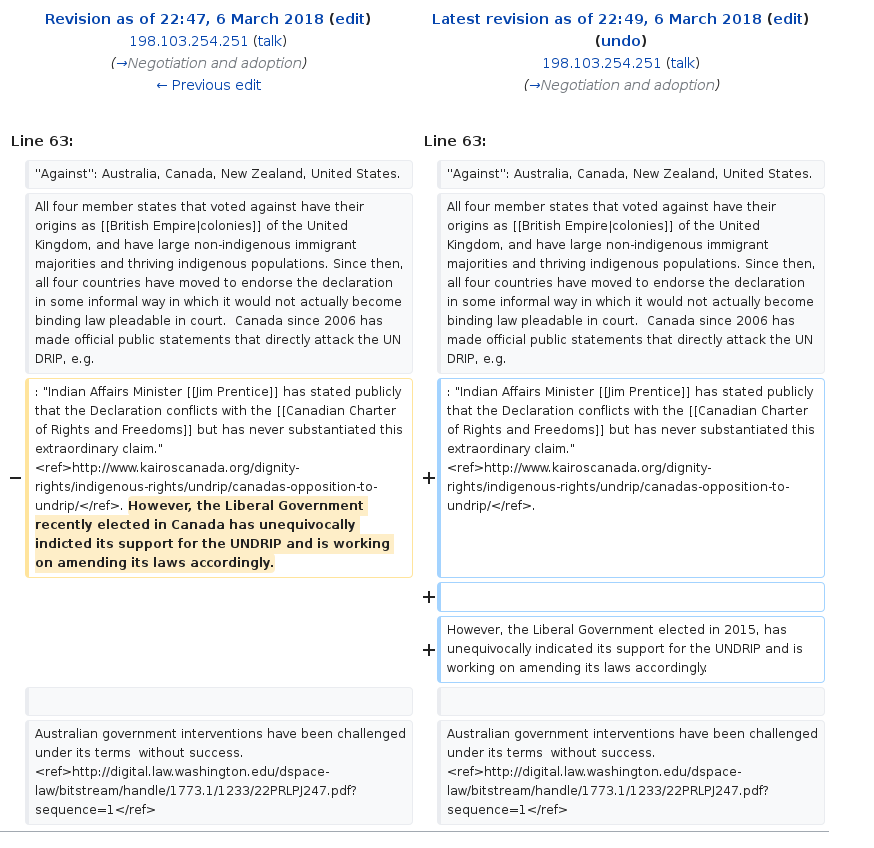 Revision as of 22:47, 6 March 2018 (edit)
198.103.254.251 (talk)
(→Negotiation and adoption)
← Previous edit
Latest revision as of 22:49, 6 March 2018 (edit)
(undo)
198.103.254.251 (talk)
(→Negotiation and adoption)
Line 63:
Line 63:
"Against": Australia, Canada, New Zealand, United States.
"Against": Australia, Canada, New Zealand, United States.
All four member states that voted against have their
origins as [[British Empire|colonies]] of the United
Kingdom, and have large non-indigenous immigrant
majorities and thriving indigenous populations. Since then,
all four countries have moved to endorse the declaration
in some informal way in which it would not actually become
binding law pleadable in court.  Canada since 2006 has
made official public statements that directly attack the UN
DRIP, e.g.
All four member states that voted against have their
origins as [[British Empire|colonies]] of the United
Kingdom, and have large non-indigenous immigrant
majorities and thriving indigenous populations. Since then,
all four countries have moved to endorse the declaration
in some informal way in which it would not actually become
binding law pleadable in court.  Canada since 2006 has
made official public statements that directly attack the UN
DRIP, e.g.
−
: "Indian Affairs Minister [[Jim Prentice]] has stated publicly
that the Declaration conflicts with the [[Canadian Charter
of Rights and Freedoms]] but has never substantiated this
extraordinary claim."
<ref>http://www.kairoscanada.org/dignity-
rights/indigenous-rights/undrip/canadas-opposition-to-
undrip/</ref>. However, the Liberal Government
recently elected in Canada has unequivocally
indicted its support for the UNDRIP and is working
on amending its laws accordingly.
+
: "Indian Affairs Minister [[Jim Prentice]] has stated publicly
that the Declaration conflicts with the [[Canadian Charter
of Rights and Freedoms]] but has never substantiated this
extraordinary claim."
<ref>http://www.kairoscanada.org/dignity-
rights/indigenous-rights/undrip/canadas-opposition-to-
undrip/</ref>.
+
+
However, the Liberal Government elected in 2015, has
unequivocally indicated its support for the UNDRIP and is
working on amending its laws accordingly.
Australian government interventions have been challenged
under its terms  without success.
<ref>http://digital.law.washington.edu/dspace-
law/bitstream/handle/1773.1/1233/22PRLPJ247.pdf?
sequence=1</ref>
Australian government interventions have been challenged
under its terms  without success.
<ref>http://digital.law.washington.edu/dspace-
law/bitstream/handle/1773.1/1233/22PRLPJ247.pdf?
sequence=1</ref>